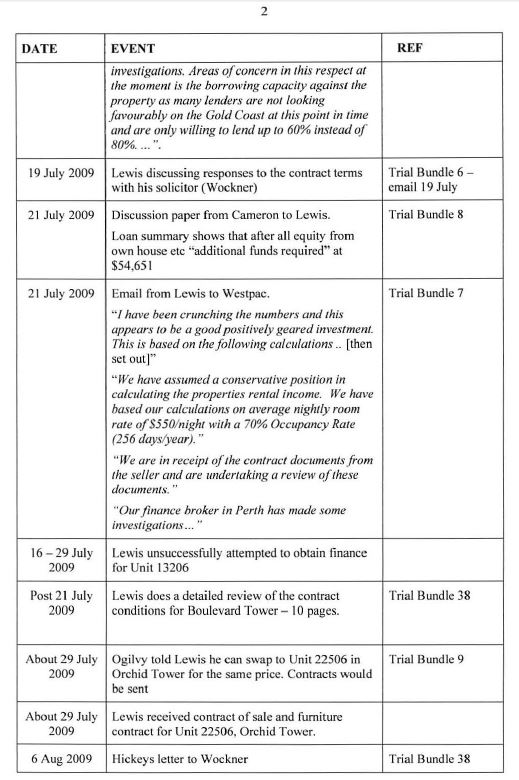 2
DATE EVENT REF
investigations. Areas of concern in this respect at
the moment is the borrowing capacity against the
property as many lenders are not looking
favourably on the Gold Coast at this point in time
and are only willing to lend up to 60% instead of
80%. ...".
19 July 2009 Lewis discussing responses to the contract terms Trial Bundle 6 –
with his solicitor (Wockner) email 19 July
21 July 2009 Discussion paper from Cameron to Lewis. Trial Bundle 8
Loan summary shows that after all equity from
own house etc "additional funds required" at
$54,651
21 July 2009 Email from Lewis to Westpac. Trial Bundle 7
"I have been crunching the numbers and this
appears to be a good positively geared investment.
This is based on the following calculations .. [then
set out]"
"We have assumed a conservative position in
calculating the properties rental income. We have
based our calculations on average nightly room
rate of $550/night with a 70% Occupancy Rate
(256 days/year)."
"We are in receipt of the contract documents from
the seller and are undertaking a review of these
documents."
"Our finance broker in Perth has made some
investigations..."
16 – 29 July Lewis unsuccessfully attempted to obtain finance
2009 for Unit 13206
Post 21 July Lewis does a detailed review of the contract Trial Bundle 38
2009 conditions for Boulevard Tower – 10 pages.
About 29 July Ogilvy told Lewis he can swap to Unit 22506 in Trial Bundle 9
2009 Orchid Tower for the same price. Contracts would
be sent
About 29 July Lewis received contract of sale and furniture
2009 contract for Unit 22506, Orchid Tower.
6 Aug 2009 Hickeys letter to Wockner Trial Bundle 38